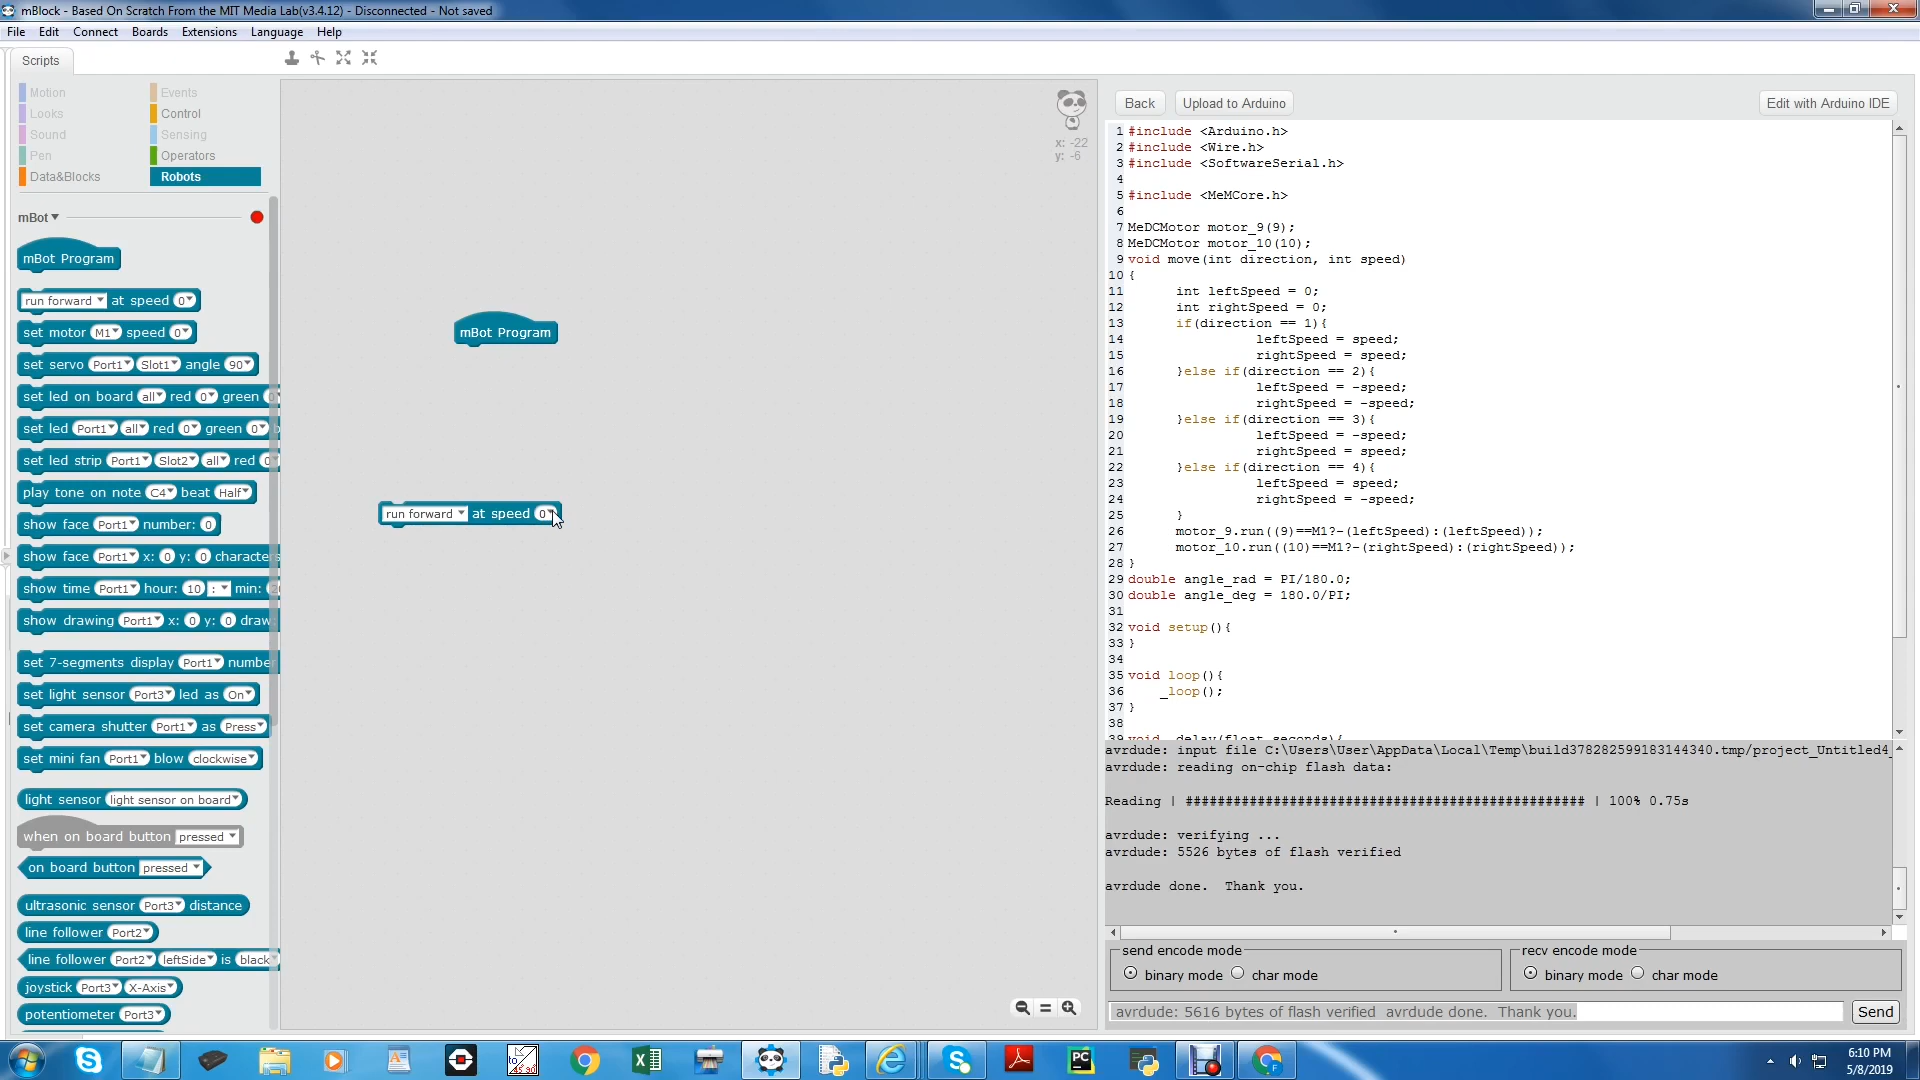 mBlock - Based On Scratch From the MIT Media Lab(v3.4.12) - Disconnected - Not saved
File Edit Connect Boards Extensions Language Help
Scripts
Motion Events
Looks Control
Sound Sensing
Pen Operators
Data&Blocks Robots
mBot
mBot Program
run forward at speed 0
set motor M1 speed 0
set servo Port1 Slot1 angle 90
set led on board all red 0 green 0
set led Port1 all red 0 green 0 b
set led strip Port1 Slot2 all red 0
play tone on note C4 beat Half
show face Port1 number: 0
show face Port1 x: 0 y: 0 character
show time Port1 hour: 10 : min:
show drawing Port1 x: 0 y: 0 draw
set 7-segments display Port1 number
set light sensor Port3 led as On
set camera shutter Port1 as Press
set mini fan Port1 blow clockwise
light sensor light sensor on board
when on board button pressed
on board button pressed
ultrasonic sensor Port3 distance
line follower Port2
line follower Port2 leftSide is black
joystick Port3 X-Axis
potentiometer Port3
x: -22
y: -6
mBot Program
run forward at speed 0
Back Upload to Arduino Edit with Arduino IDE
1 #include <Arduino.h>
2 #include <Wire.h>
3 #include <SoftwareSerial.h>
4
5 #include <MeMCore.h>
6
7 MeDCMotor motor_9(9);
8 MeDCMotor motor_10(10);
9 void move(int direction, int speed)
10 {
11 int leftSpeed = 0;
12 int rightSpeed = 0;
13 if(direction == 1){
14 leftSpeed = speed;
15 rightSpeed = speed;
16 }else if(direction == 2){
17 leftSpeed = -speed;
18 rightSpeed = -speed;
19 }else if(direction == 3){
20 leftSpeed = -speed;
21 rightSpeed = speed;
22 }else if(direction == 4){
23 leftSpeed = speed;
24 rightSpeed = -speed;
25 }
26 motor_9.run((9)==M1?-(leftSpeed):(leftSpeed));
27 motor_10.run((10)==M1?-(rightSpeed):(rightSpeed));
28 }
29 double angle_rad = PI/180.0;
30 double angle_deg = 180.0/PI;
31
32 void setup(){
33 }
34
35 void loop(){
36 _loop();
37 }
38
39 void _delay(float seconds){
avrdude: input file C:\Users\User\AppData\Local\Temp\build378282599183144340.tmp/project_Untitled4_
avrdude: reading on-chip flash data:
Reading | ################################################## | 100% 0.75s
avrdude: verifying ...
avrdude: 5526 bytes of flash verified
avrdude done.  Thank you.
send encode mode
binary mode char mode
recv encode mode
binary mode char mode
avrdude: 5616 bytes of flash verified  avrdude done.  Thank you. Send
6:10 PM
5/8/2019